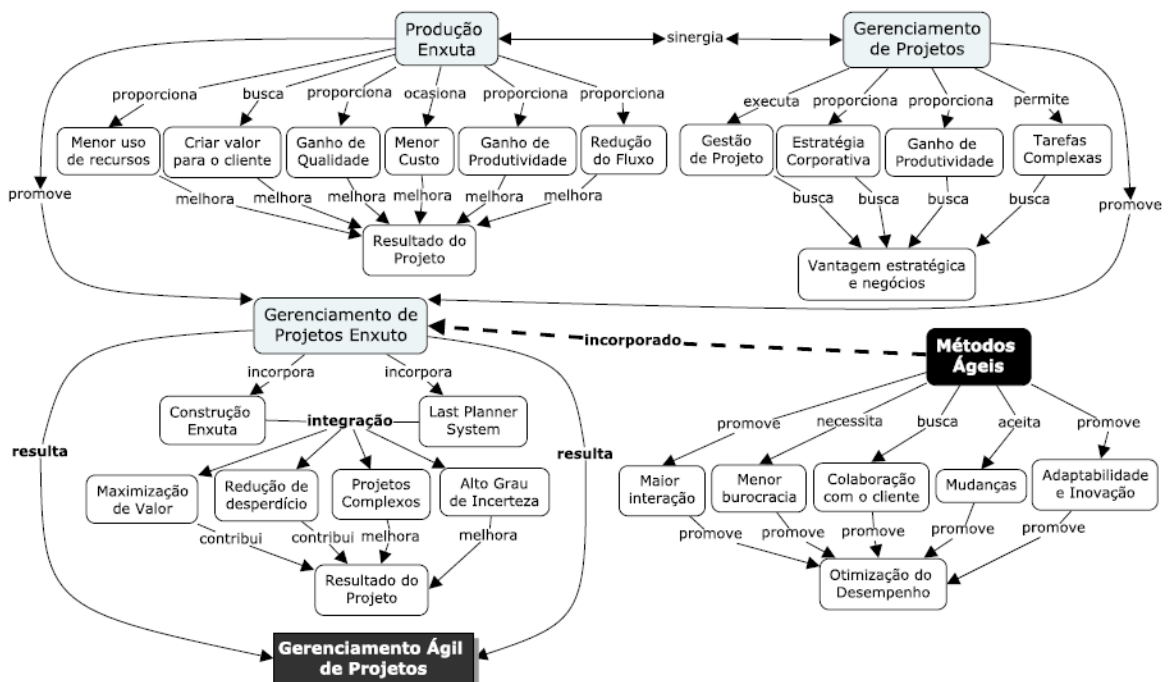 Produção
Enxuta
sinergia
Gerenciamento
de Projetos
proporciona
busca
proporciona
ocasiona
proporciona
proporciona
executa
proporciona
proporciona
permite
Menor uso
de recursos
Criar valor
para o cliente
Ganho de
Qualidade
Menor
Custo
Ganho de
Produtividade
Redução
do Fluxo
Gestão
de Projeto
Estratégia
Corporativa
Ganho de
Produtividade
Tarefas
Complexas
promove
melhora
melhora
melhora
melhora
melhora
melhora
busca
busca
busca
busca
promove
Resultado do
Projeto
Vantagem estratégica
e negócios
Gerenciamento de
Projetos Enxuto
incorporado
Métodos
Ágeis
incorpora
incorpora
Construção
Enxuta
integração
Last Planner
System
promove
necessita
busca
aceita
promove
resulta
resulta
Maximização
de Valor
Redução de
desperdício
Projetos
Complexos
Alto Grau
de Incerteza
Maior
interação
Menor
burocracia
Colaboração
com o cliente
Mudanças
Adaptabilidade
e Inovação
contribui
contribui
melhora
melhora
promove
promove
promove
promove
promove
Resultado do
Projeto
Otimização do
Desempenho
Gerenciamento Ágil
de Projetos